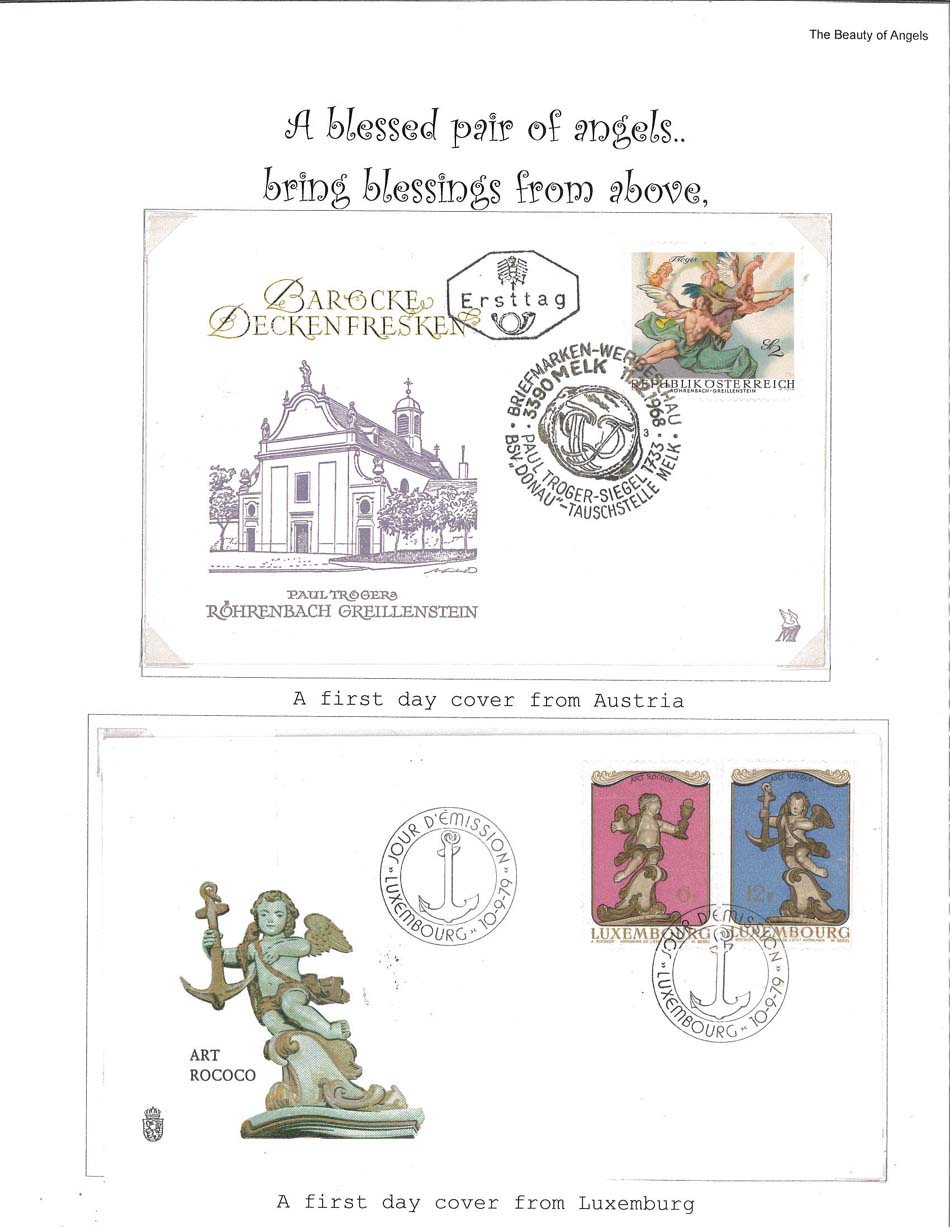 The Beauty of Angels
A blessed pair of angels..
bring blessings from above,
BAROCKE
DECKENFRESKEN
Ersttag
Troger
S2
REPUBLIK ÖSTERREICH
RÖHRENBACH-GREILLENSTEIN
BRIEFMARKEN-WERBESCHAU
3390 MELK
1968
3
PAUL TROGER-SIEGEL 1733
BSV „DONAU"-TAUSCHSTELLE MELK
PAUL TROGERS
RÖHRENBACH GREILLENSTEIN
A first day cover from Austria
JOUR D'ÉMISSION
»LUXEMBOURG« 10-9-79
ART ROCOCO
6F
LUXEMBOURG
ART ROCOCO
12F
LUXEMBOURG
JOUR D'ÉMISSION
»LUXEMBOURG« 10-9-79
ART
ROCOCO
A first day cover from Luxemburg